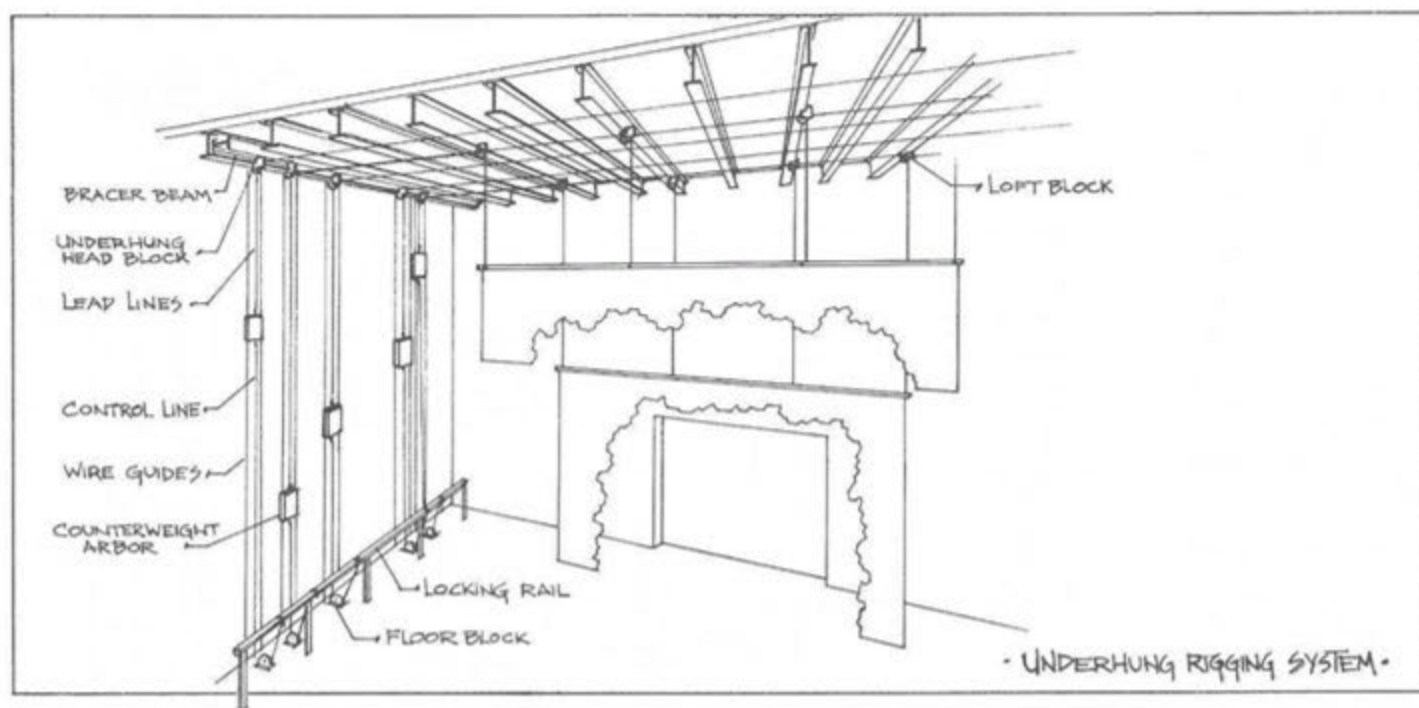 BRACER BEAM
UNDERHUNG
HEAD BLOCK
LEAD LINES
CONTROL LINE
WIRE GUIDES
COUNTERWEIGHT
ARBOR
LOFT BLOCK
LOCKING RAIL
FLOOR BLOCK
· UNDERHUNG RIGGING SYSTEM ·